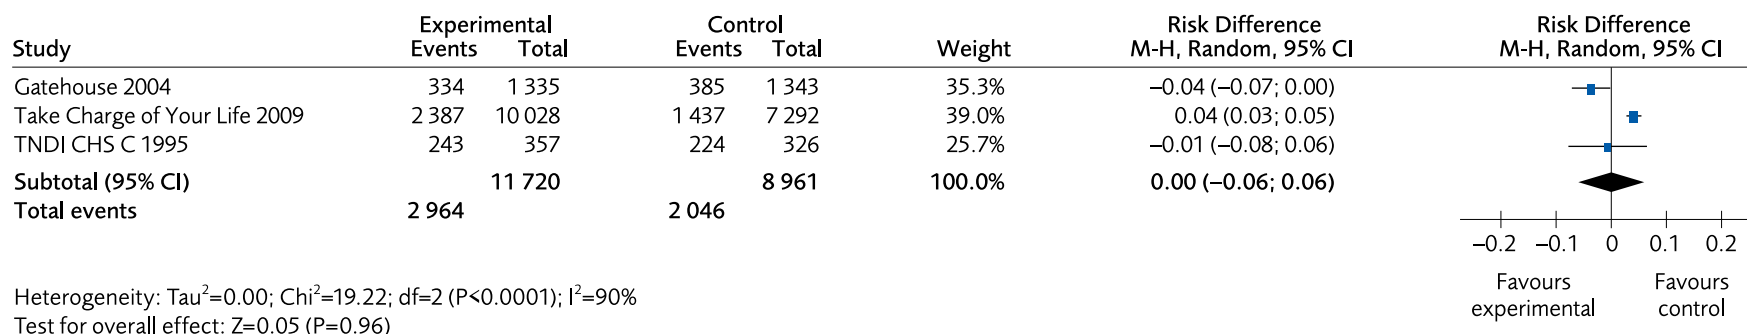 Experimental Control Risk Difference Risk Difference
Study Events Total Events Total Weight M-H, Random, 95% CI M-H, Random, 95% CI
Gatehouse 2004 334 1 335 385 1 343 35.3% –0.04 (–0.07; 0.00)
Take Charge of Your Life 2009 2 387 10 028 1 437 7 292 39.0% 0.04 (0.03; 0.05)
TNDI CHS C 1995 243 357 224 326 25.7% –0.01 (–0.08; 0.06)
Subtotal (95% CI) 11 720 8 961 100.0% 0.00 (–0.06; 0.06)
Total events 2 964 2 046
–0.2 –0.1 0 0.1 0.2
Favours experimental Favours control
Heterogeneity: Tau²=0.00; Chi²=19.22; df=2 (P<0.0001); I²=90%
Test for overall effect: Z=0.05 (P=0.96)